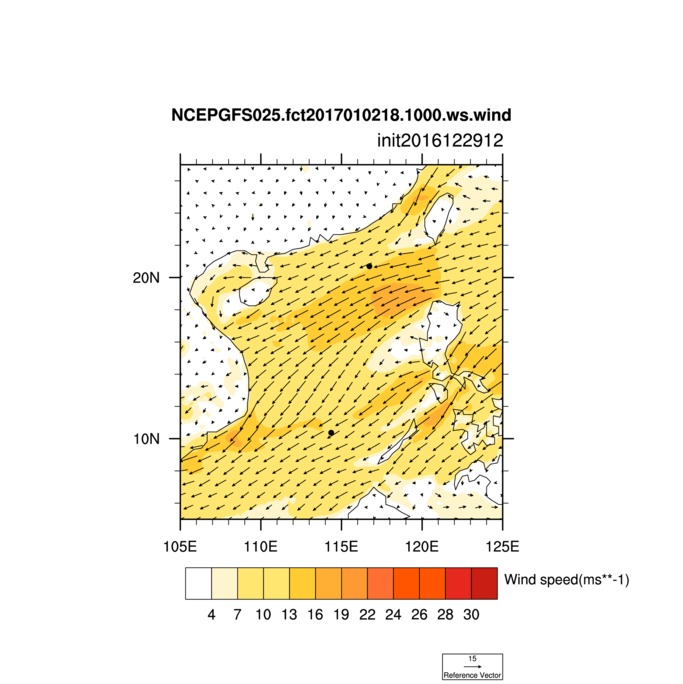 NCEPGFS025.fct2017010218.1000.ws.wind
init2016122912
20N
10N
105E 110E 115E 120E 125E
Wind speed(ms**-1)
4 7 10 13 16 19 22 24 26 28 30
15
Reference Vector